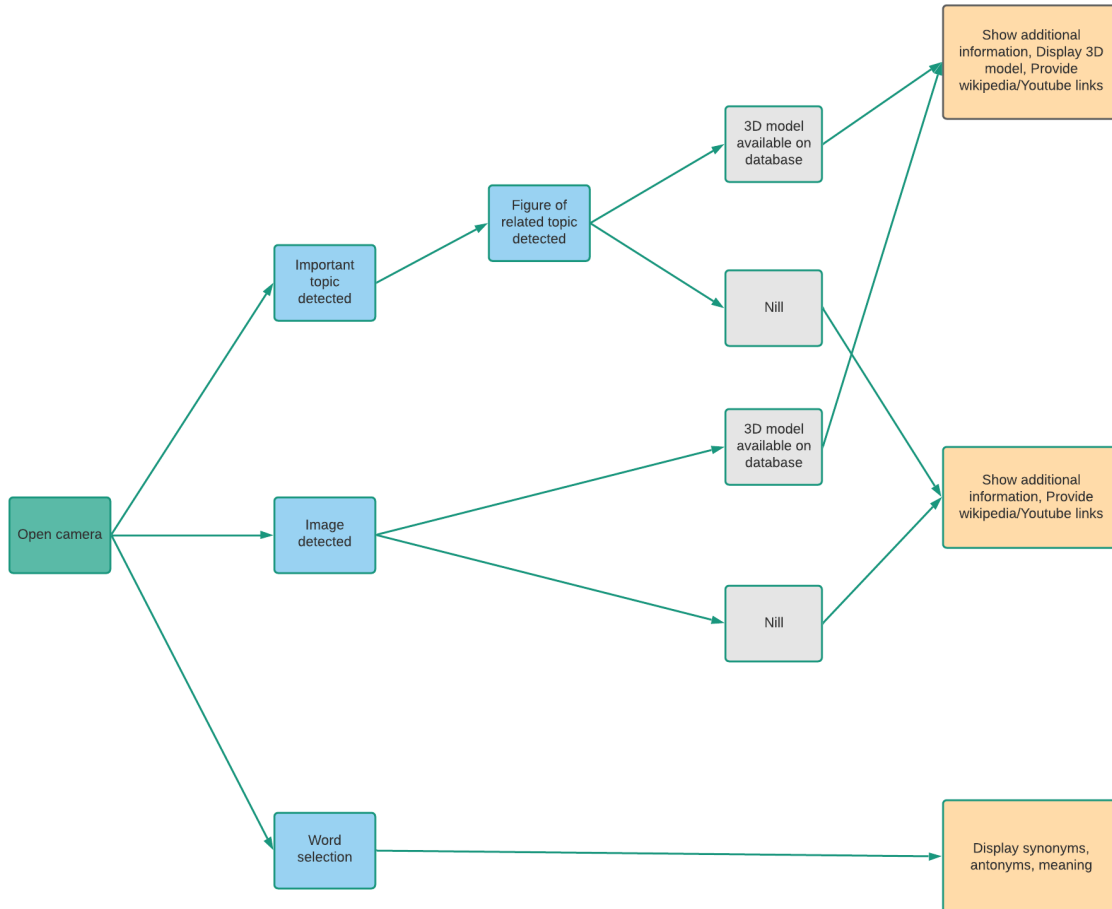 Show additional
information, Display 3D
model, Provide
wikipedia/Youtube links
3D model
available on
database
Figure of
related topic
detected
Important
topic
detected
Nill
3D model
available on
database
Show additional
information, Provide
wikipedia/Youtube links
Open camera
Image
detected
Nill
Word
selection
Display synonyms,
antonyms, meaning